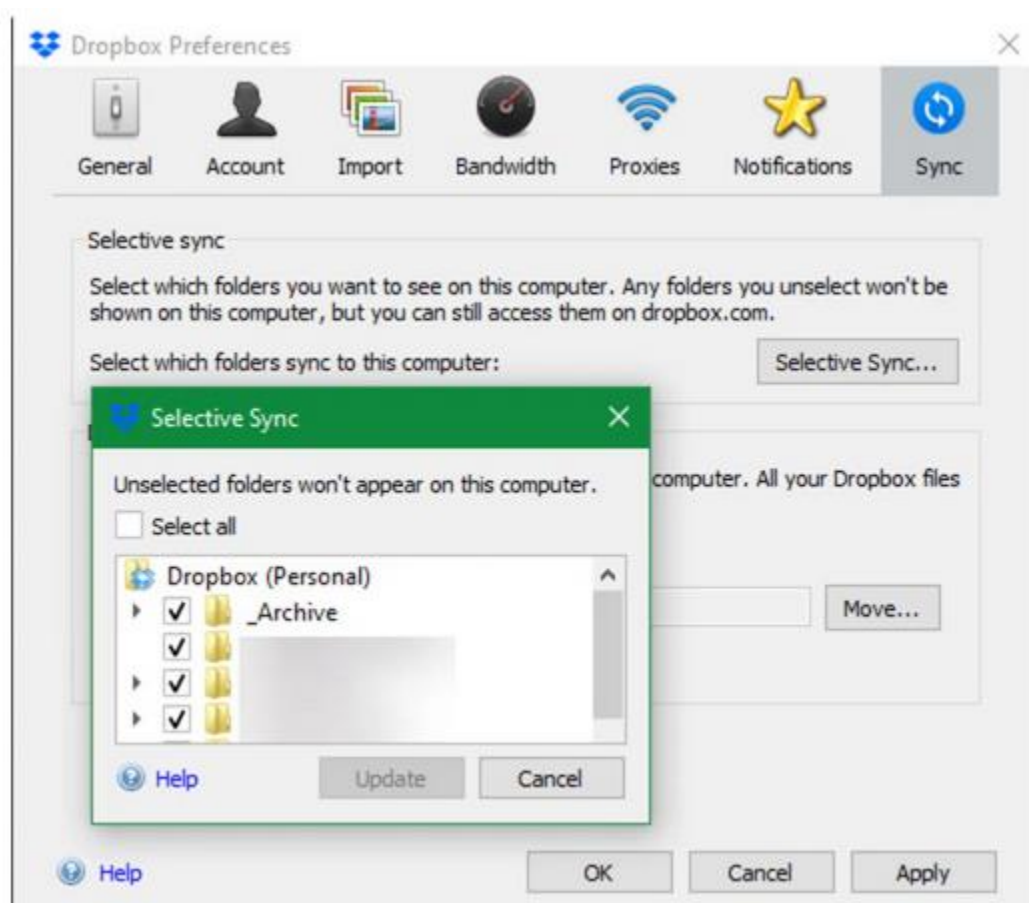 Dropbox Preferences
General Account Import Bandwidth Proxies Notifications Sync
Selective sync
Select which folders you want to see on this computer. Any folders you unselect won't be
shown on this computer, but you can still access them on dropbox.com.
Select which folders sync to this computer:
Selective Sync...
Selective Sync
Unselected folders won't appear on this computer.
computer. All your Dropbox files
Select all
Dropbox (Personal)
_Archive
Move...
Help
Update
Cancel
Help
OK
Cancel
Apply